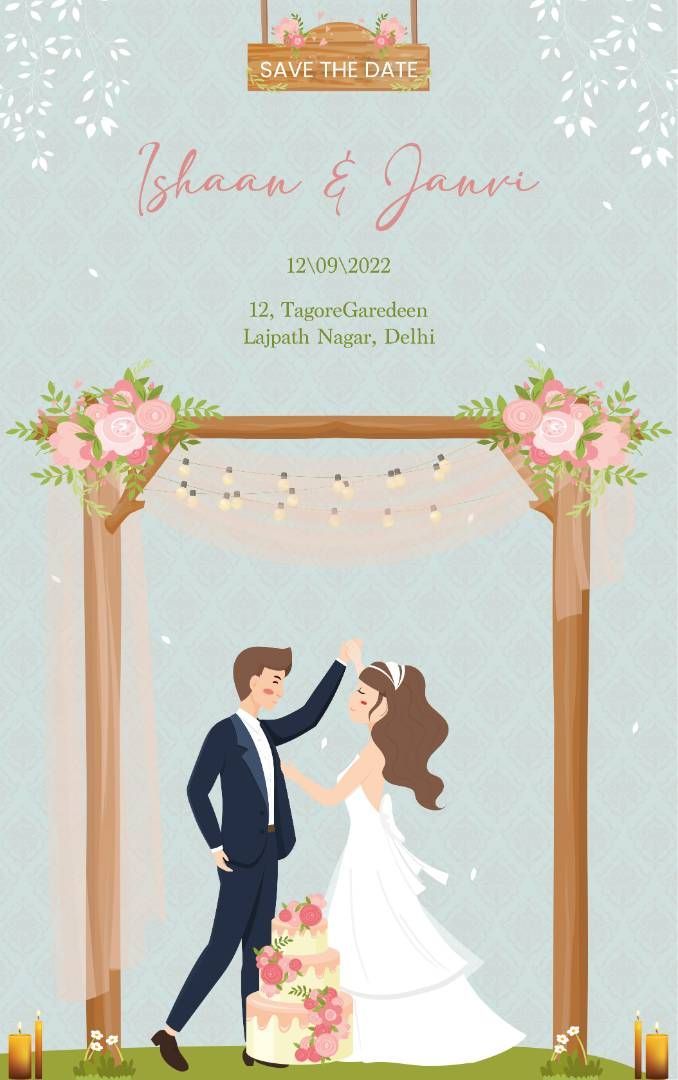 SAVE THE DATE
Ishaan & Janvi
12\09\2022
12, TagoreGaredeen
Lajpath Nagar, Delhi